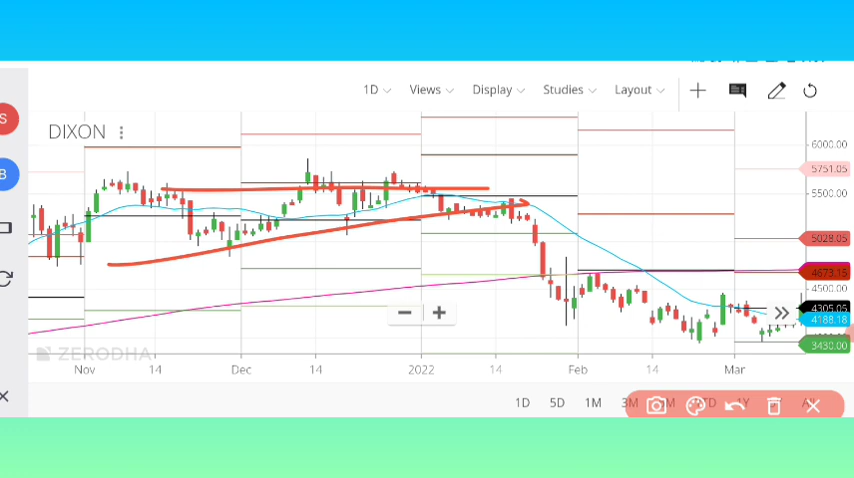 1D Views Display Studies Layout
DIXON
6000.00
5751.05
5500.00
5028.05
4673.15
4500.00
4305.05
4188.18
3430.00
ZERODHA
Nov 14 Dec 14 2022 14 Feb 14 Mar
1D 5D 1M 3M
S
B